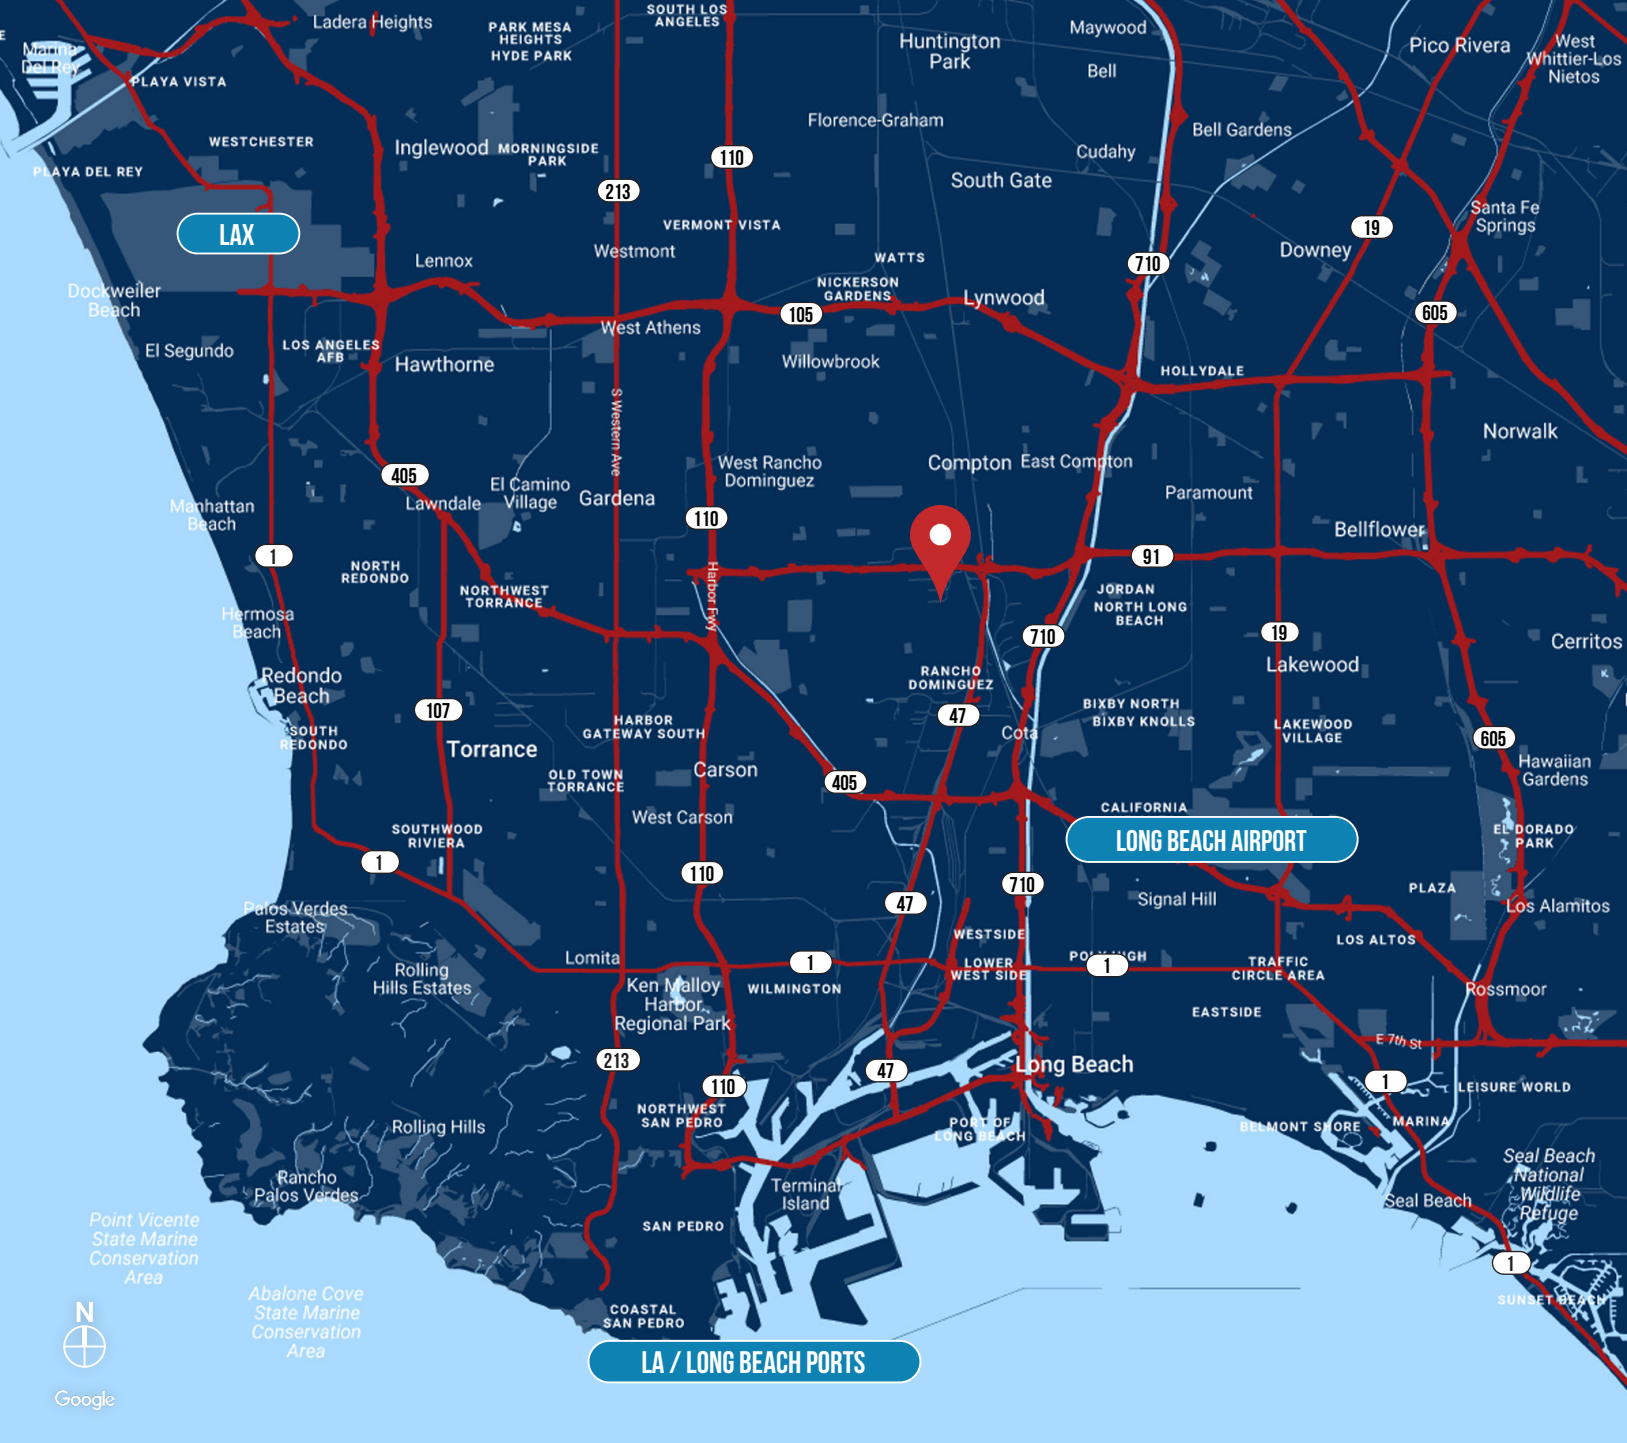 Ladera Heights
PARK MESA
HEIGHTS
HYDE PARK
SOUTH LOS
ANGELES
Huntington
Park
Maywood
Pico Rivera
West
Whittier-Los
Nietos
Marina
Del Rey
PLAYA VISTA
Bell
Florence-Graham
Bell Gardens
WESTCHESTER
Inglewood
MORNINGSIDE
PARK
110
Cudahy
PLAYA DEL REY
213
South Gate
Santa Fe
Springs
LAX
VERMONT VISTA
19
Westmont
Downey
Lennox
WATTS
710
Dockweiler
Beach
NICKERSON
GARDENS
Lynwood
105
605
West Athens
El Segundo
LOS ANGELES
AFB
Hawthorne
Willowbrook
HOLLYDALE
S Western Ave
Norwalk
405
West Rancho
Dominguez
Compton
East Compton
El Camino
Village
Gardena
Lawndale
Paramount
Manhattan
Beach
110
Bellflower
1
91
NORTH
REDONDO
Harbor Fwy
NORTHWEST
TORRANCE
JORDAN
NORTH LONG
BEACH
Hermosa
Beach
710
19
Cerritos
Redondo
Beach
RANCHO
DOMINGUEZ
Lakewood
107
47
BIXBY NORTH
BIXBY KNOLLS
SOUTH
REDONDO
HARBOR
GATEWAY SOUTH
Cota
LAKEWOOD
VILLAGE
605
Torrance
Carson
Hawaiian
Gardens
OLD TOWN
TORRANCE
405
CALIFORNIA
West Carson
SOUTHWOOD
RIVIERA
LONG BEACH AIRPORT
EL DORADO
PARK
1
110
710
PLAZA
47
Signal Hill
Los Alamitos
Palos Verdes
Estates
WESTSIDE
LOS ALTOS
Lomita
1
LOWER
WEST SIDE
1
TRAFFIC
CIRCLE AREA
Rolling
Hills Estates
Ken Malloy
Harbor
Regional Park
WILMINGTON
Rossmoor
EASTSIDE
E 7th St
213
Long Beach
47
110
1
LEISURE WORLD
NORTHWEST
SAN PEDRO
Rolling Hills
PORT OF
LONG BEACH
BELMONT SHORE
MARINA
Rancho
Palos Verdes
Terminal
Island
Seal Beach
National
Wildlife
Refuge
Seal Beach
Point Vicente
State Marine
Conservation
Area
SAN PEDRO
1
Abalone Cove
State Marine
Conservation
Area
SUNSET BEACH
COASTAL
SAN PEDRO
N
LA / LONG BEACH PORTS
Google